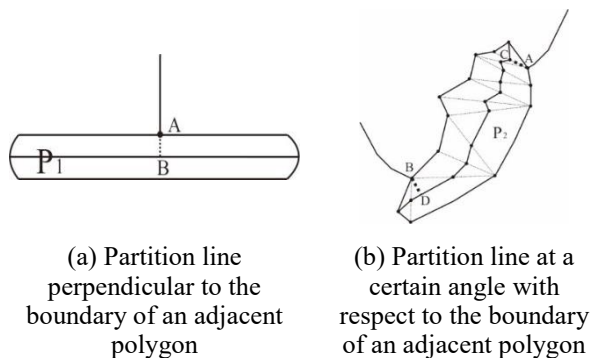 A
P1
B
C
A
P2
B
D
(a) Partition line
perpendicular to the
boundary of an adjacent
polygon
(b) Partition line at a
certain angle with
respect to the boundary
of an adjacent polygon